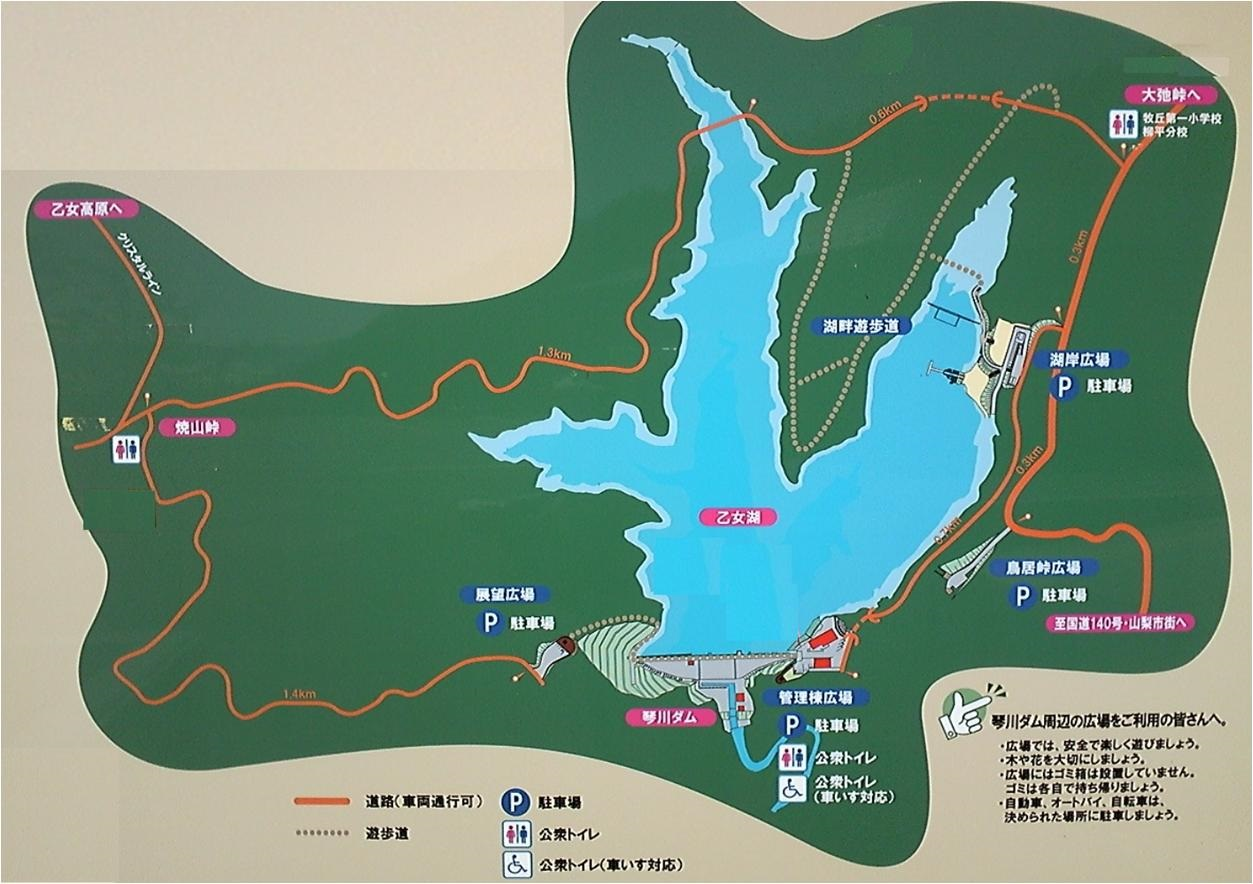 大弛峠へ
牧丘第一小学校
柳平分校
0.6km
乙女高原へ
クリスタルライン
0.3km
湖畔遊歩道
1.3km
湖岸広場
P 駐車場
焼山峠
0.3km
乙女湖
鳥居峠広場
P 駐車場
至国道140号・山梨市街へ
展望広場
P 駐車場
1.4km
琴川ダム
管理棟広場
P 駐車場
公衆トイレ
公衆トイレ
(車いす対応)
琴川ダム周辺の広場をご利用の皆さんへ。
・広場では、安全で楽しく遊びましょう。
・木や花を大切にしましょう。
・広場にはゴミ箱は設置していません。
ゴミは各自で持ち帰りましょう。
・自動車、オートバイ、自転車は、
決められた場所に駐車しましょう。
道路(車両通行可)
P 駐車場
遊歩道
公衆トイレ
公衆トイレ(車いす対応)